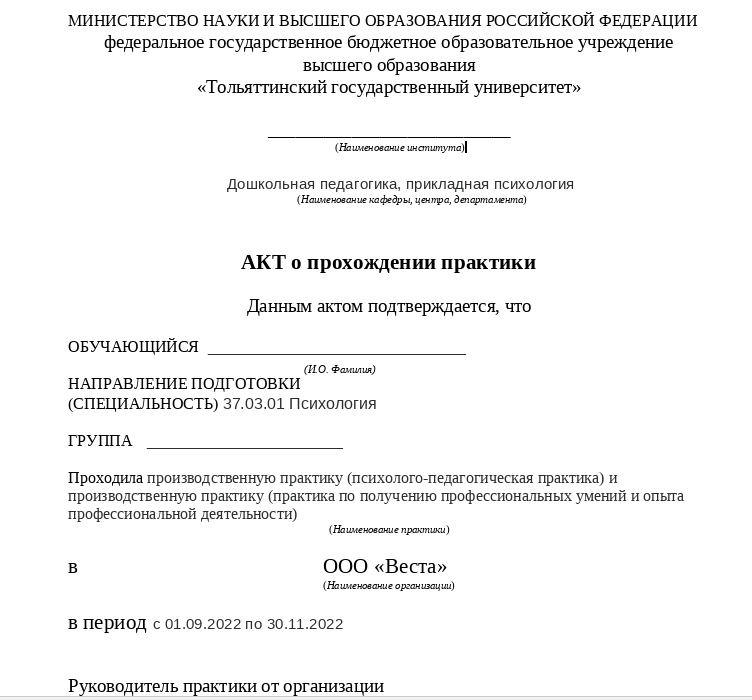 МИНИСТЕРСТВО НАУКИ И ВЫСШЕГО ОБРАЗОВАНИЯ РОССИЙСКОЙ ФЕДЕРАЦИИ
федеральное государственное бюджетное образовательное учреждение
высшего образования
«Тольяттинский государственный университет»
___________________________
(Наименование института)
Дошкольная педагогика, прикладная психология
(Наименование кафедры, центра, департамента)
АКТ о прохождении практики
Данным актом подтверждается, что
ОБУЧАЮЩИЙСЯ ________________________________
(И.О. Фамилия)
НАПРАВЛЕНИЕ ПОДГОТОВКИ
(СПЕЦИАЛЬНОСТЬ) 37.03.01 Психология
ГРУППА ________________________
Проходила производственную практику (психолого-педагогическая практика) и
производственную практику (практика по получению профессиональных умений и опыта
профессиональной деятельности)
(Наименование практики)
в ООО «Веста»
(Наименование организации)
в период с 01.09.2022 по 30.11.2022
Руководитель практики от организации